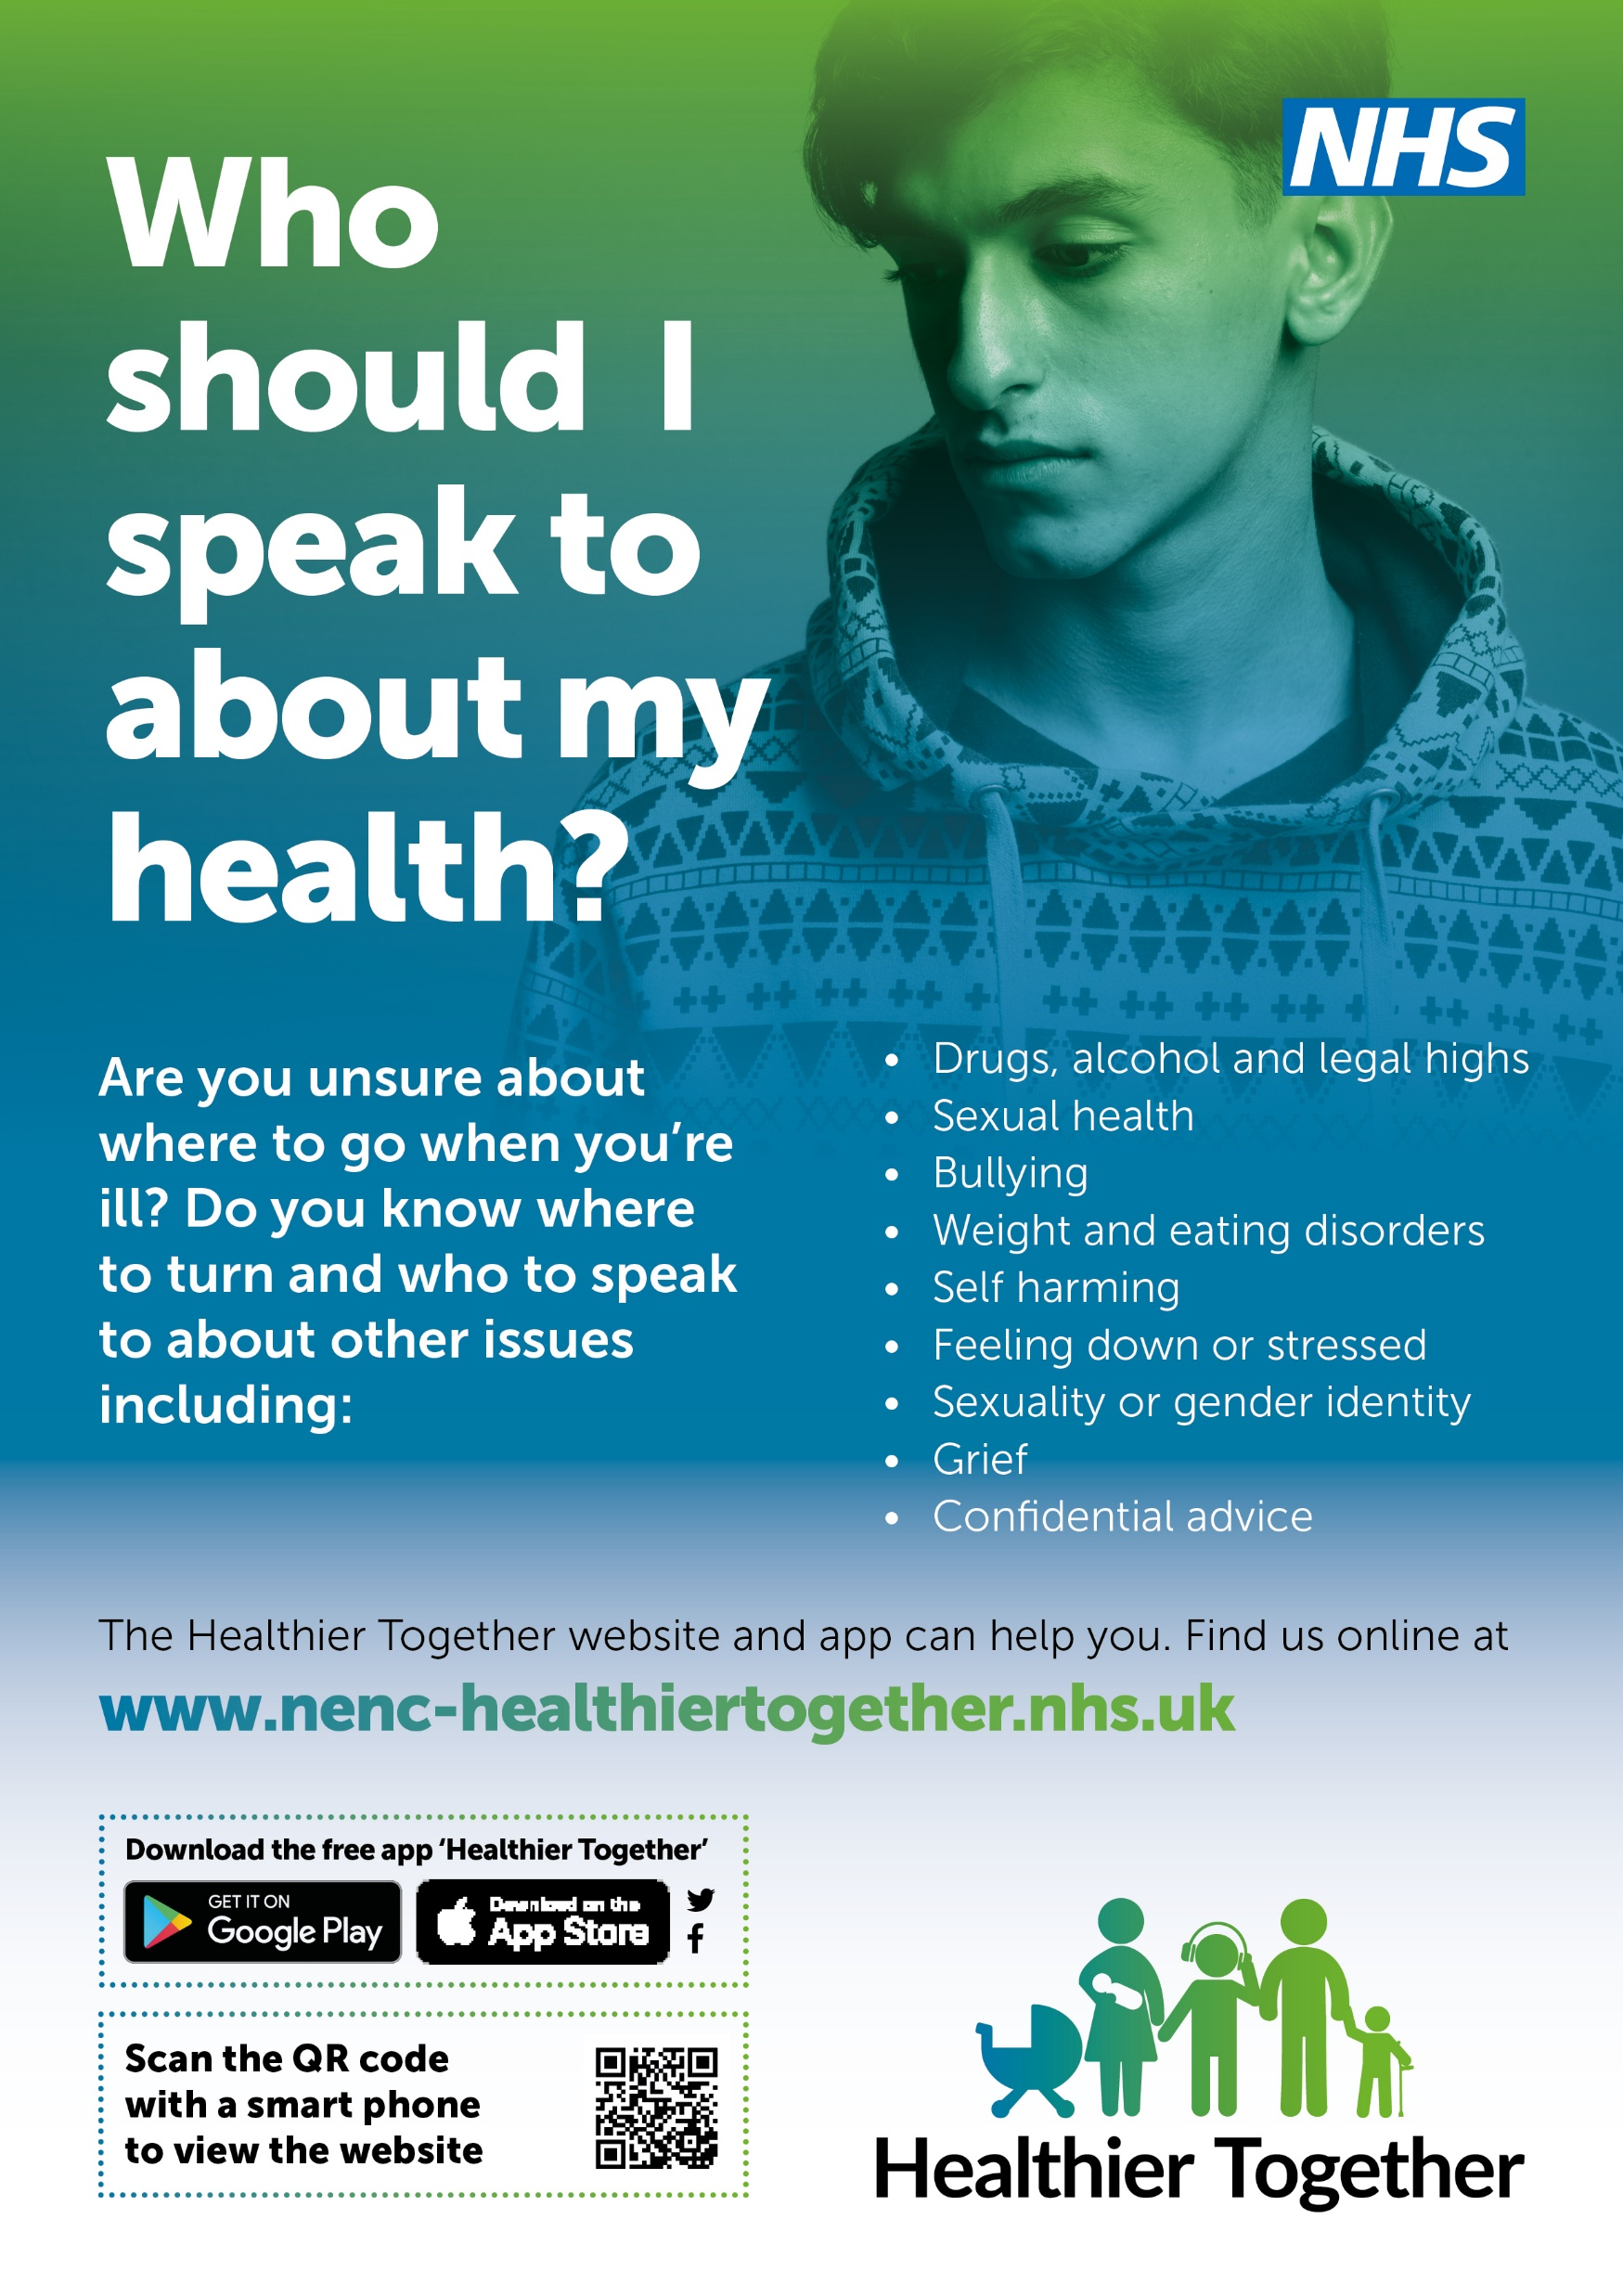 NHS
Who
should I
speak to
about my
health?
Are you unsure about
where to go when you’re
ill? Do you know where
to turn and who to speak
to about other issues
including:
• Drugs, alcohol and legal highs
• Sexual health
• Bullying
• Weight and eating disorders
• Self harming
• Feeling down or stressed
• Sexuality or gender identity
• Grief
• Confidential advice
The Healthier Together website and app can help you. Find us online at
www.nenc-healthiertogether.nhs.uk
Download the free app ‘Healthier Together’
GET IT ON
Google Play
Download on the
App Store
Scan the QR code
with a smart phone
to view the website
Healthier Together